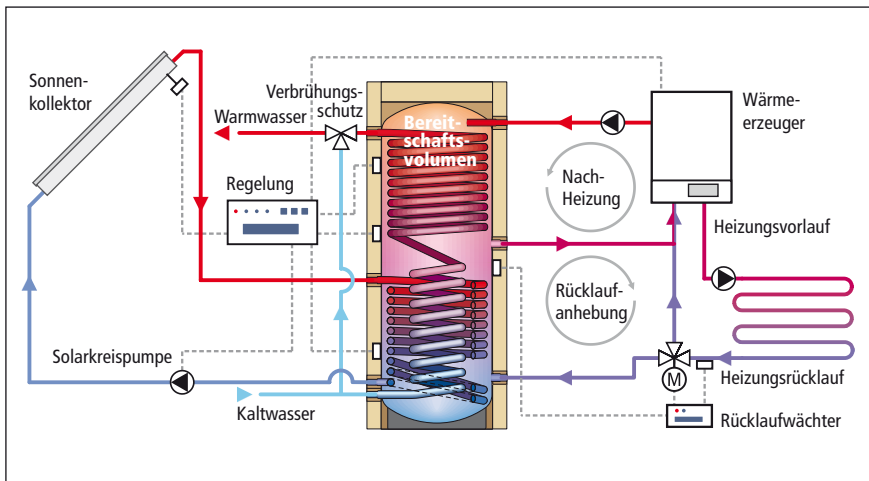 Sonnen-
kollektor
Warmwasser
Verbrühungs-
schutz
Bereit-
schafts-
volumen
Wärme-
erzeuger
Regelung
Nach-
Heizung
Heizungsvorlauf
Rücklauf-
anhebung
Solarkreispumpe
Kaltwasser
M
Heizungsrücklauf
Rücklaufwächter